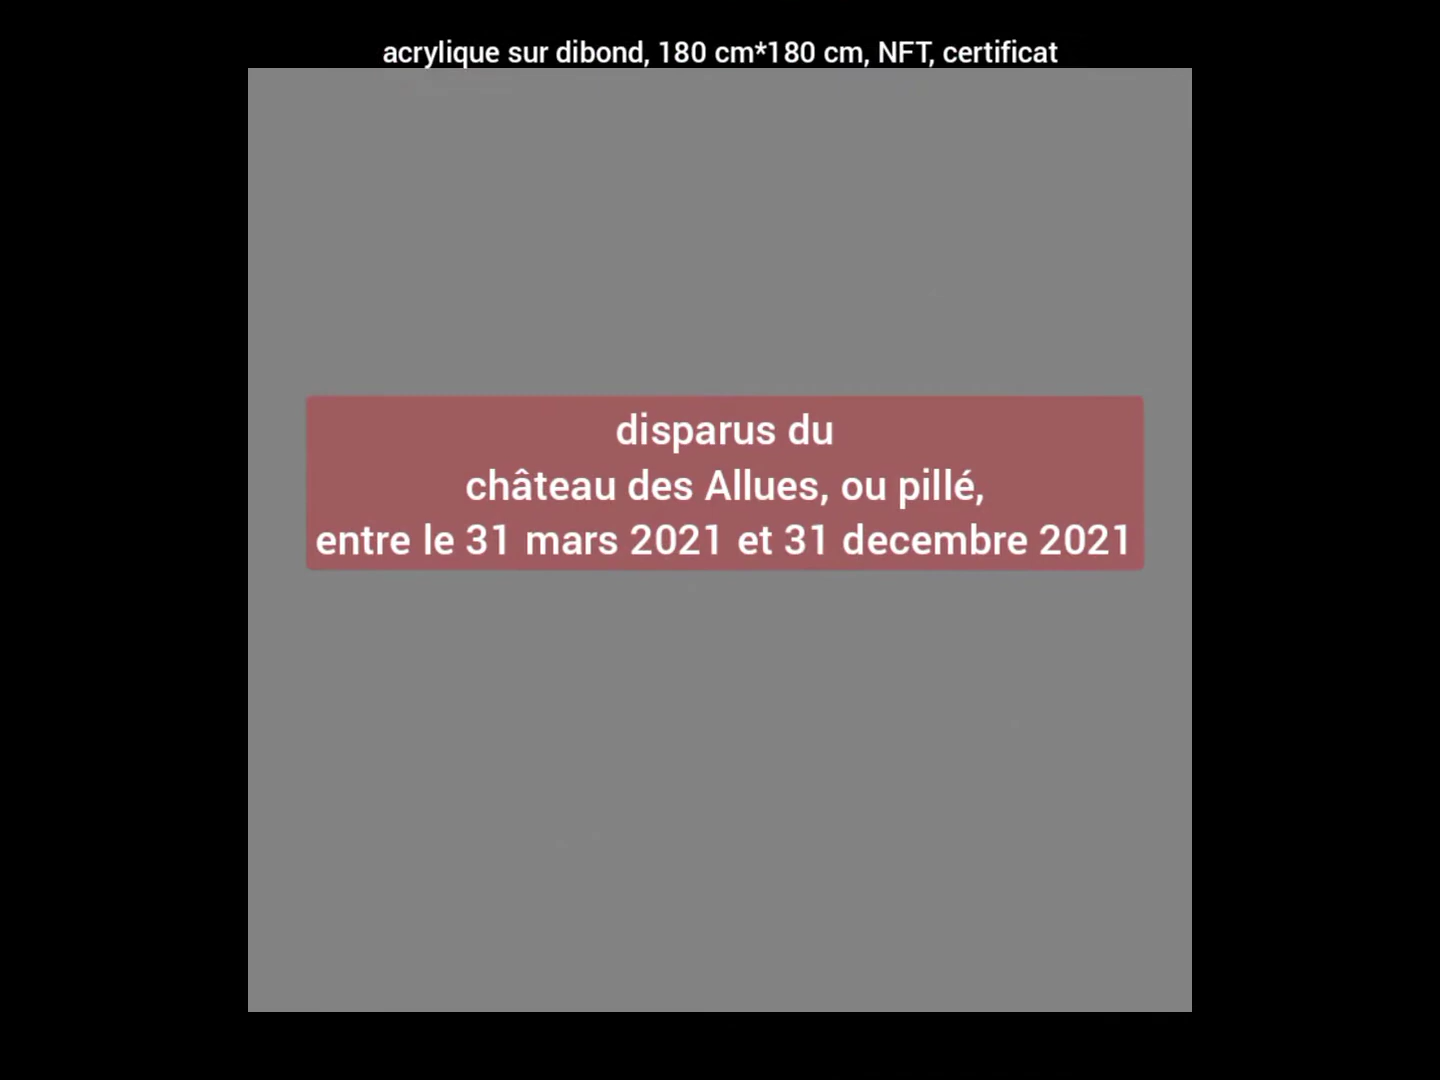 acrylique sur dibond, 180 cm*180 cm, NFT, certificat
disparus du
château des Allues, ou pillé,
entre le 31 mars 2021 et 31 decembre 2021